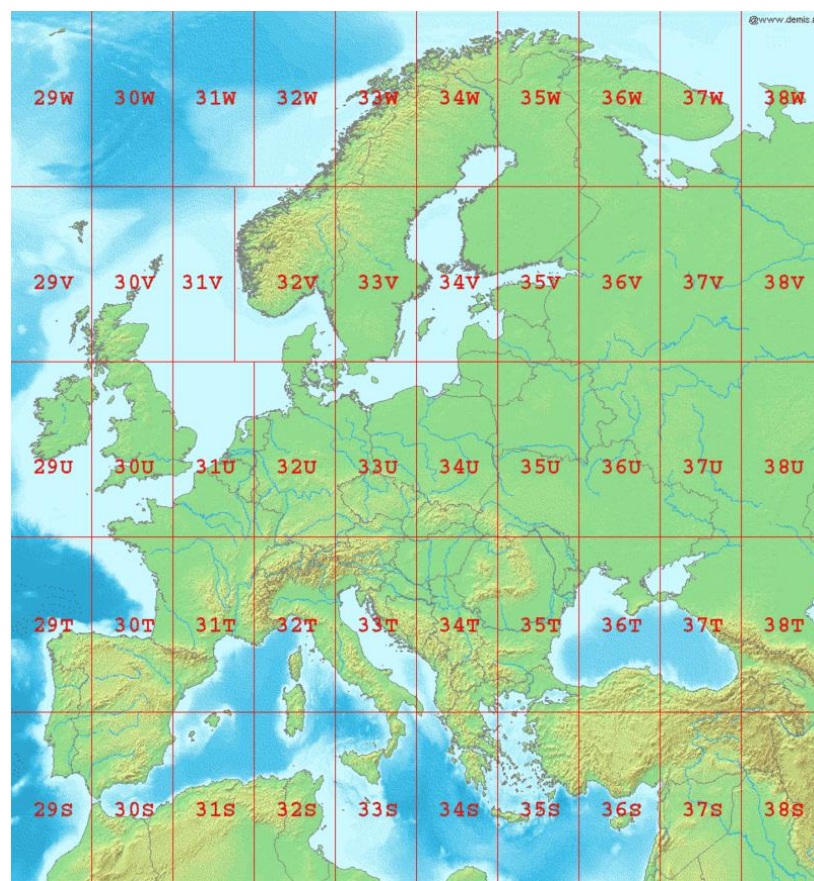 @www.demis.
29W 30W 31W 32W 33W 34W 35W 36W 37W 38W
29V 30V 31V 32V 33V 34V 35V 36V 37V 38V
29U 30U 31U 32U 33U 34U 35U 36U 37U 38U
29T 30T 31T 32T 33T 34T 35T 36T 37T 38T
29S 30S 31S 32S 33S 34S 35S 36S 37S 38S